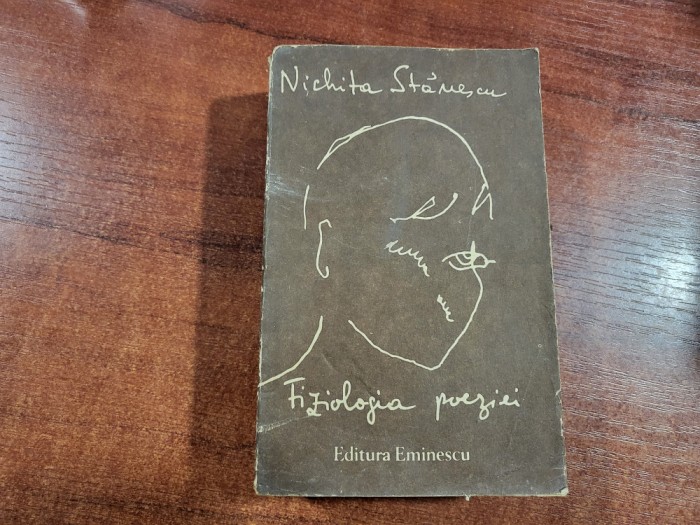 Nichita Stănescu
Fiziologia poeziei
Editura Eminescu